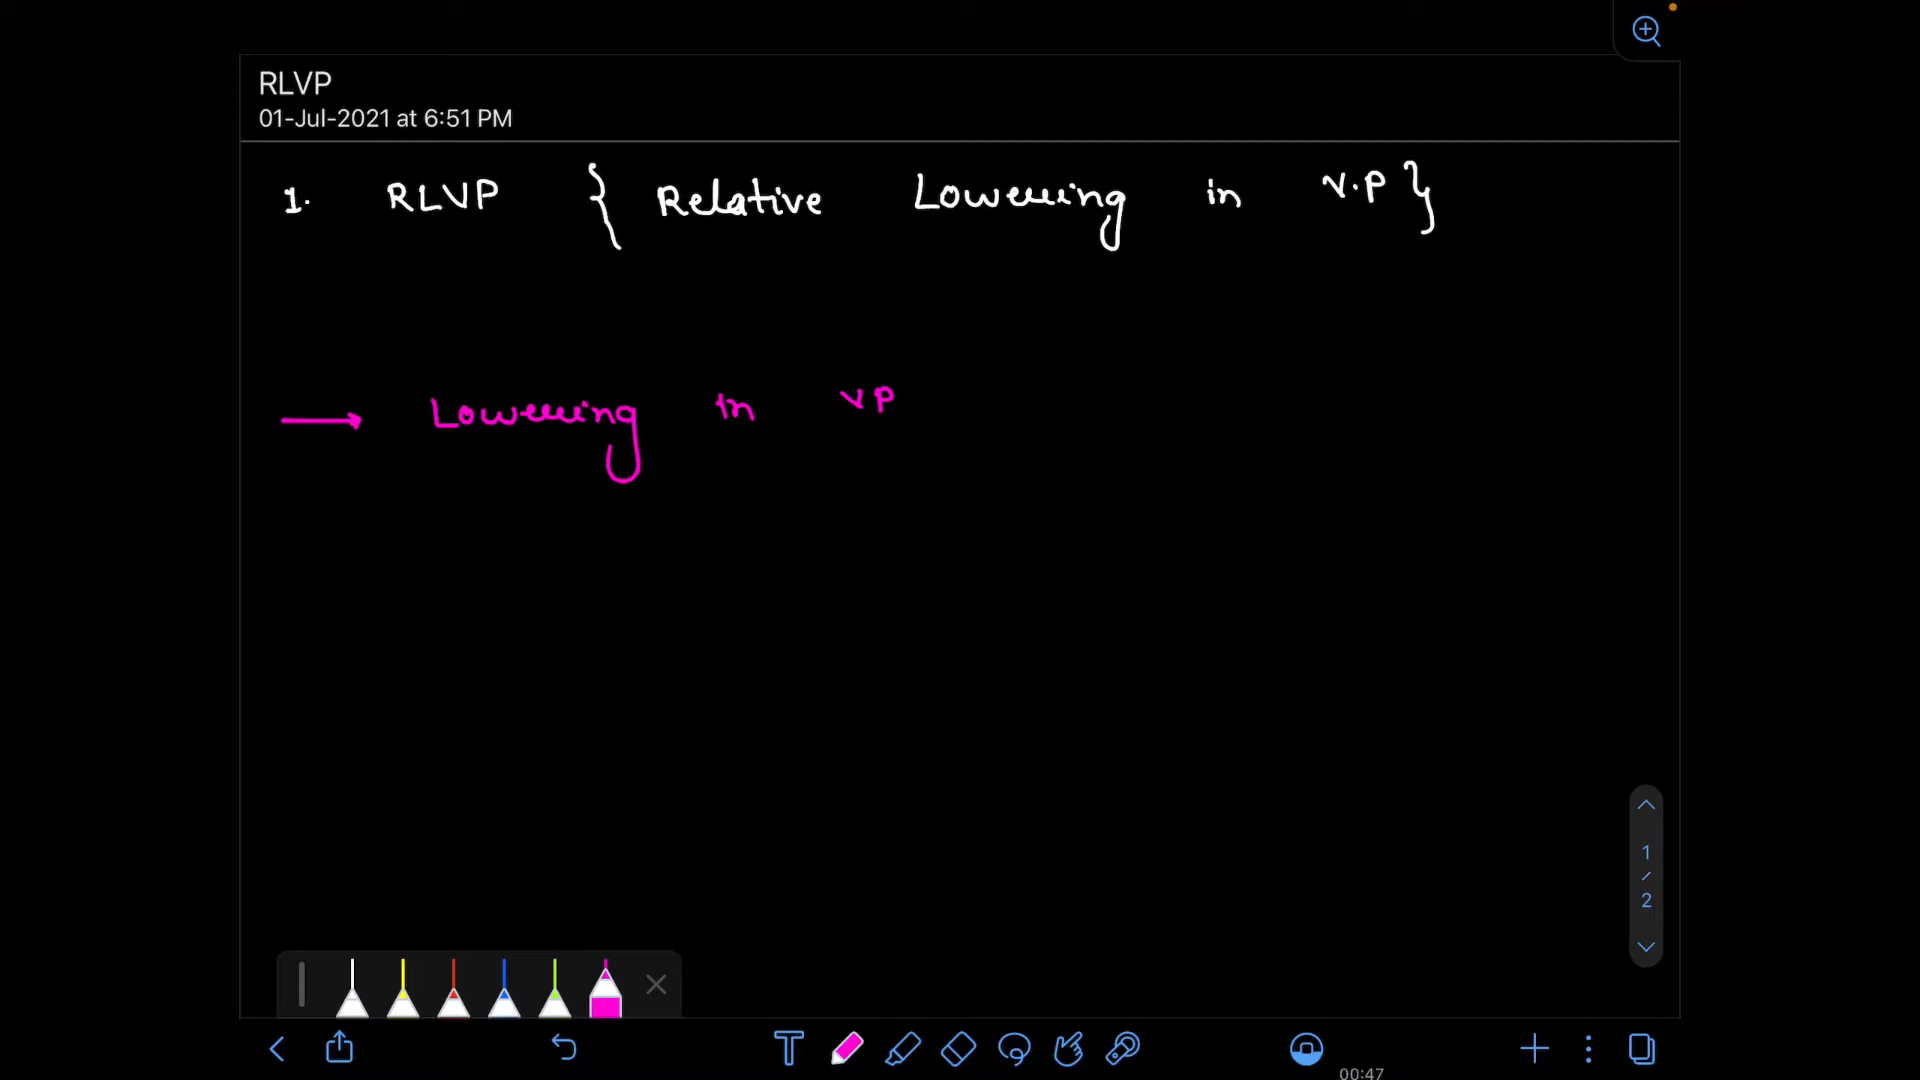 RLVP
01-Jul-2021 at 6:51 PM
1. RLVP { Relative Lowering in v.p }
→ Lowering in vp
1
/
2
00:47